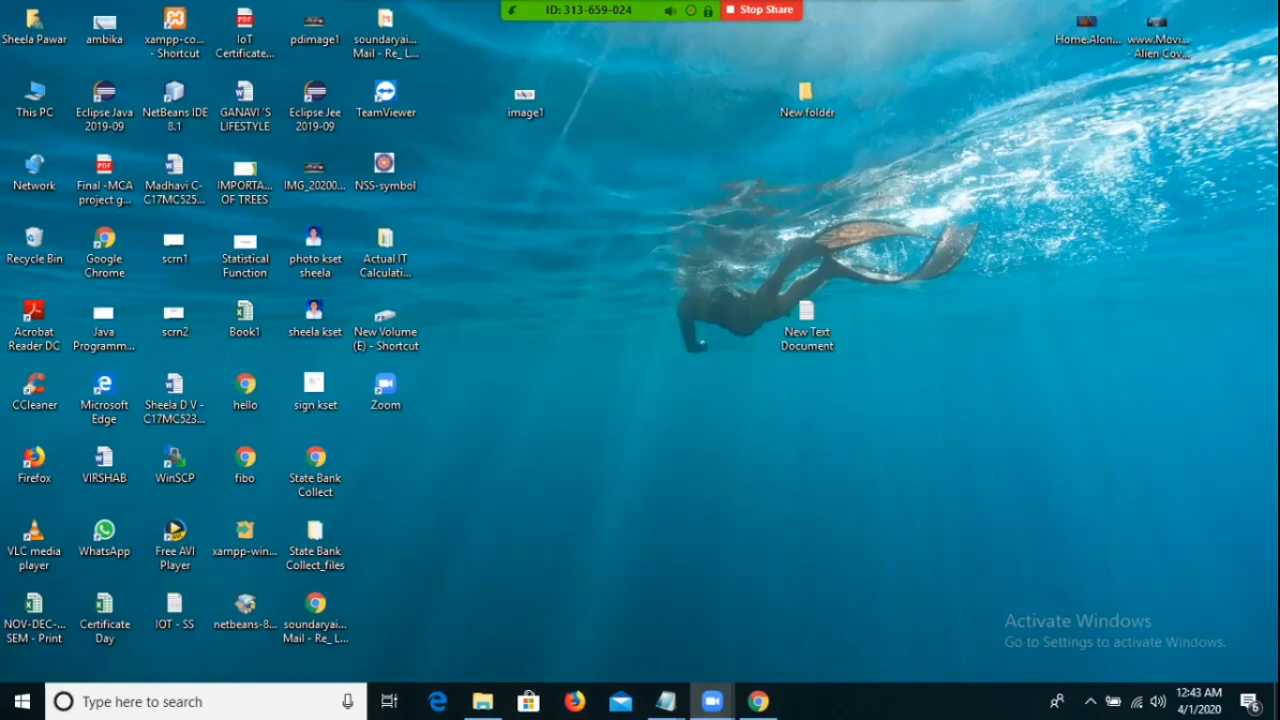 ID: 313-659-024
Stop Share
Sheela Pawar
ambika
xampp-co...
- Shortcut
IoT
Certificate...
pdimage1
soundaryai...
Mail - Re_ L...
Home.Alon...
www.Movi...
- Alien Cov...
This PC
Eclipse Java
2019-09
NetBeans IDE
8.1
GANAVI 'S
LIFESTYLE
Eclipse Jee
2019-09
TeamViewer
image1
New folder
Network
Final -MCA
project g...
Madhavi C-
C17MC525...
IMPORTA...
OF TREES
IMG_20200...
NSS-symbol
Recycle Bin
Google
Chrome
scrn1
Statistical
Function
photo kset
sheela
Actual IT
Calculati...
Acrobat
Reader DC
Java
Programm...
scrn2
Book1
sheela kset
New Volume
(E) - Shortcut
New Text
Document
CCleaner
Microsoft
Edge
Sheela D V -
C17MC523...
hello
sign kset
Zoom
Firefox
VIRSHAB
WinSCP
fibo
State Bank
Collect
VLC media
player
WhatsApp
Free AVI
Player
xampp-win...
State Bank
Collect_files
NOV-DEC-...
SEM - Print
Certificate
Day
IOT - SS
netbeans-8...
soundaryai...
Mail - Re_ L...
Activate Windows
Go to Settings to activate Windows.
Type here to search
12:43 AM
4/1/2020
6